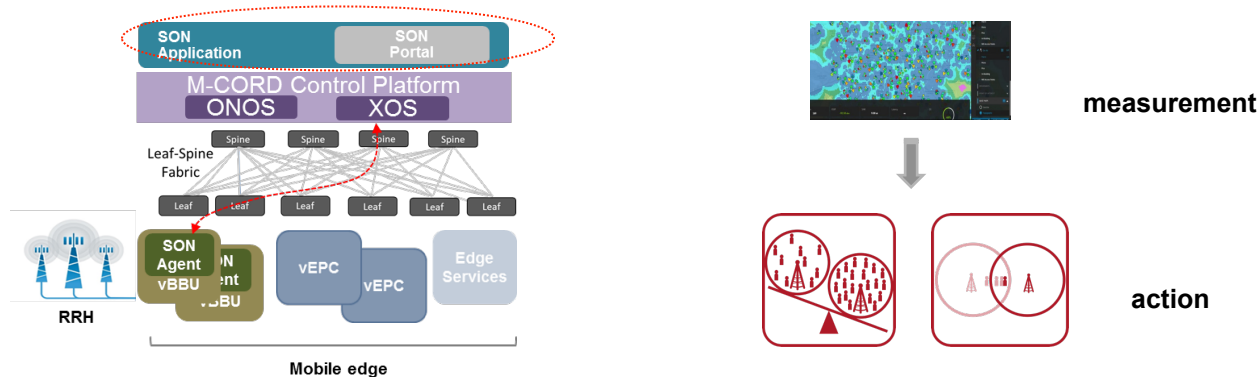 SON
Application
SON
Portal
M-CORD Control Platform
ONOS
XOS
Spine
Spine
Spine
Spine
Leaf-Spine
Fabric
Leaf
Leaf
Leaf
Leaf
Leaf
Leaf
SON
Agent
vBBU
vBBU
vEPC
vEPC
Edge
Services
RRH
Mobile edge
measurement
action